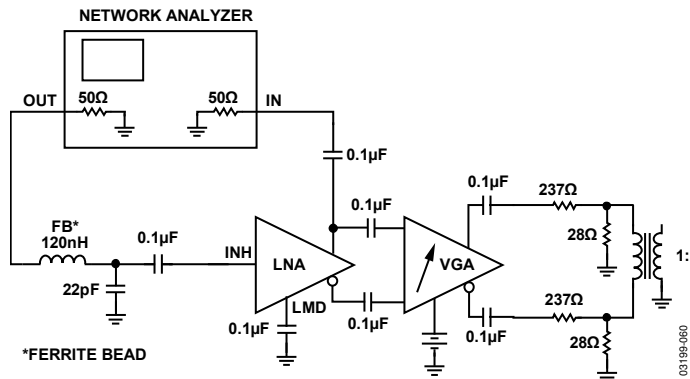 NETWORK ANALYZER
OUT
50Ω
50Ω
IN
0.1µF
FB*
120nH
0.1µF
22pF
INH
LNA
LMD
0.1µF
0.1µF
0.1µF
VGA
0.1µF
237Ω
28Ω
1:
237Ω
0.1µF
28Ω
*FERRITE BEAD
03199-060